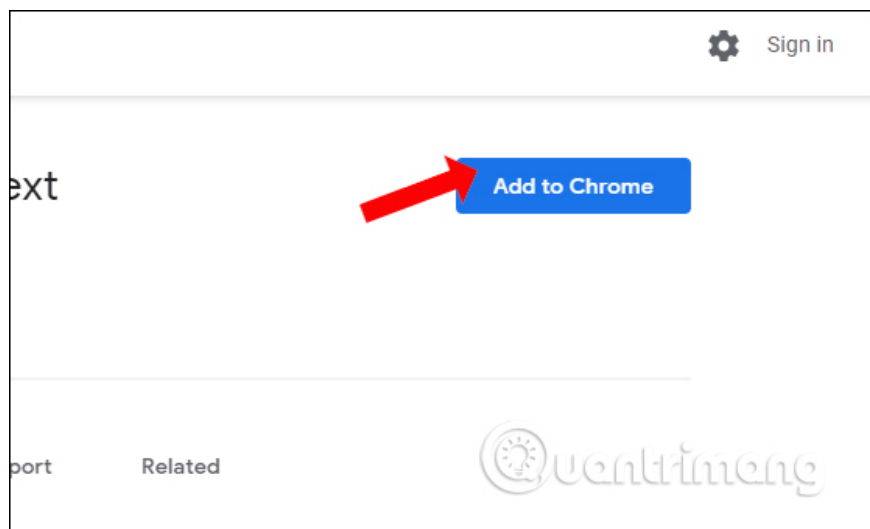 Sign in
ext
Add to Chrome
port
Related
Quantrimang